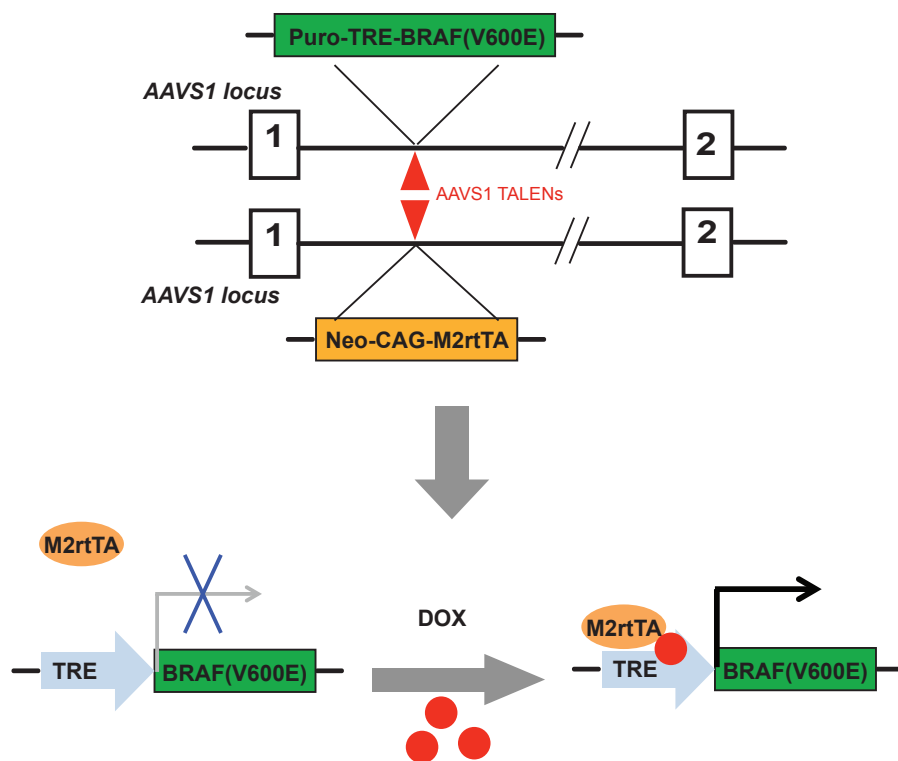 Puro-TRE-BRAF(V600E)
AAVS1 locus
1
2
AAVS1 TALENs
1
2
AAVS1 locus
Neo-CAG-M2rtTA
M2rtTA
TRE
BRAF(V600E)
DOX
M2rtTA
TRE
BRAF(V600E)